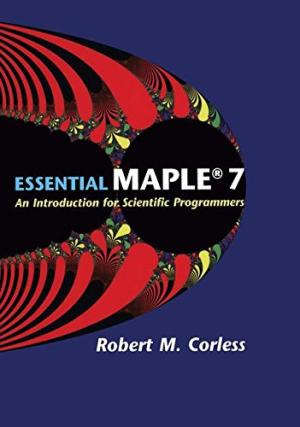 ESSENTIAL MAPLE® 7
An Introduction for Scientific Programmers
Robert M. Corless